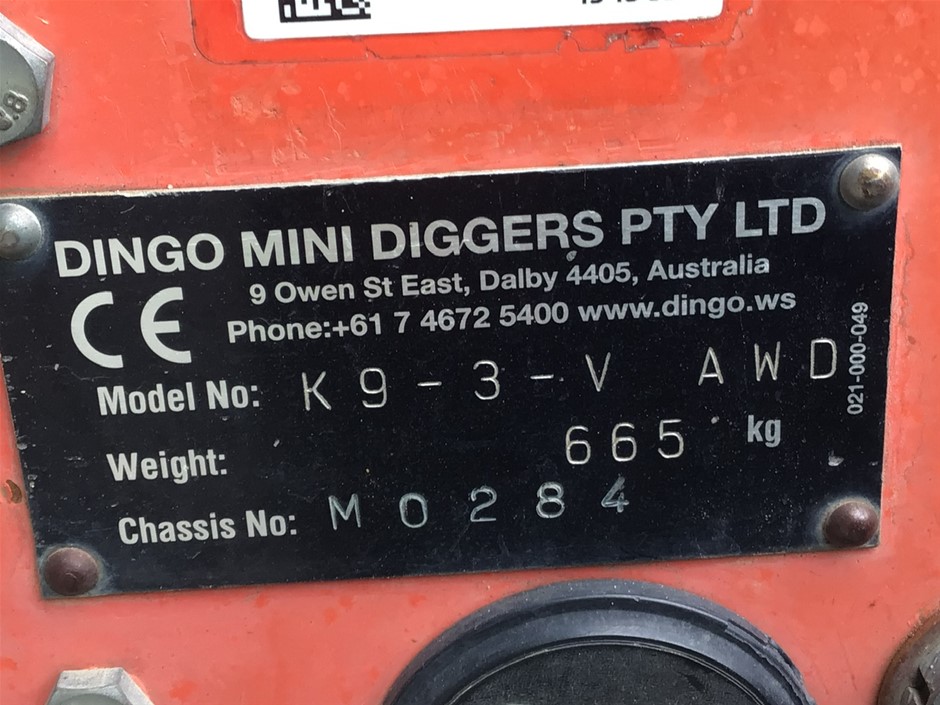 DINGO MINI DIGGERS PTY LTD
9 Owen St East, Dalby 4405, Australia
CE
Phone:+61 7 4672 5400 www.dingo.ws
Model No: K9-3-V AWD
Weight: 665 kg
Chassis No: M0284
021-000-049
8